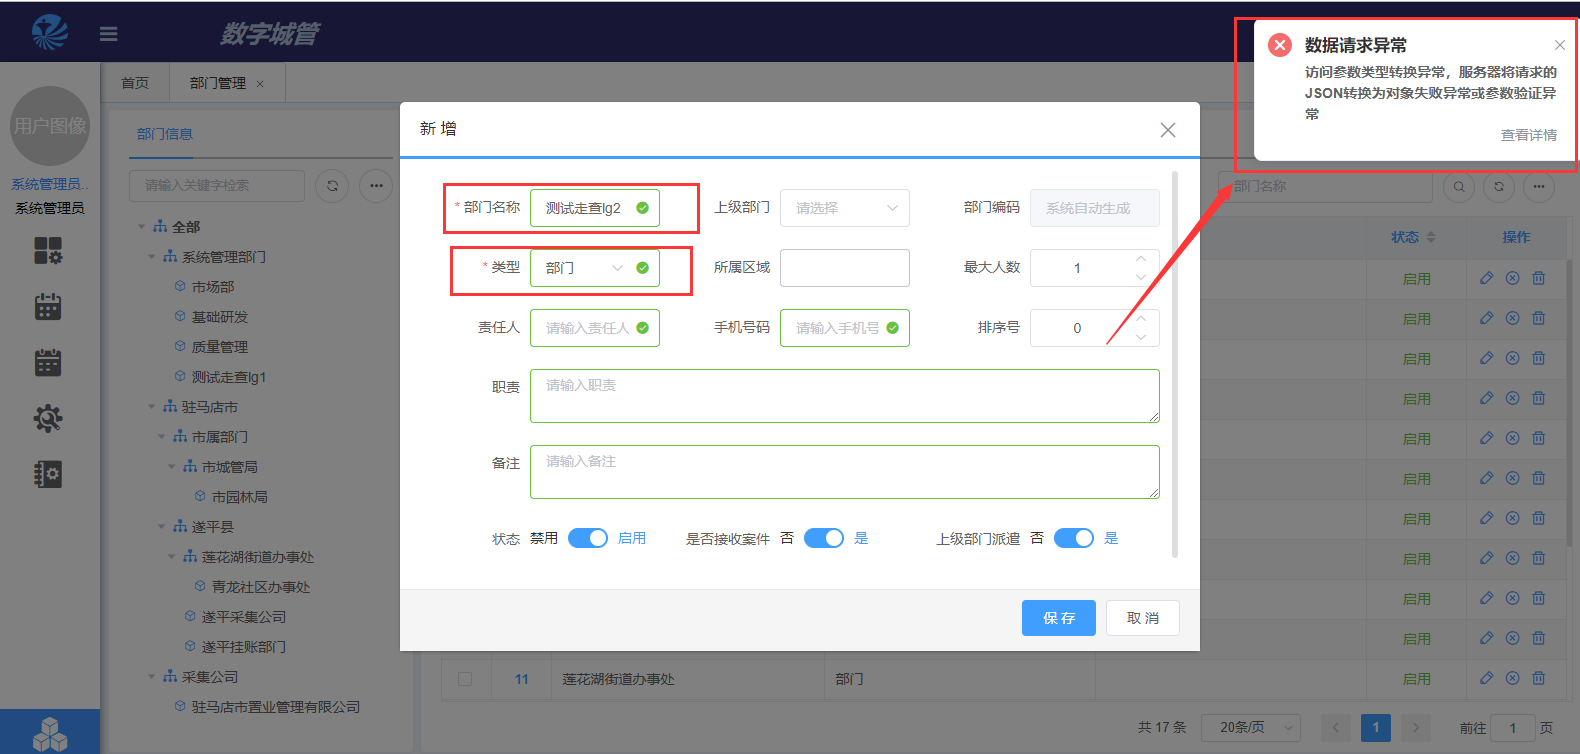 数字城管
首页
部门管理
用户图像
系统管理员..
系统管理员
部门信息
请输入关键字检索
全部
系统管理部门
市场部
基础研发
质量管理
测试走查lg1
驻马店市
市属部门
市城管局
市园林局
遂平县
莲花湖街道办事处
青龙社区办事处
遂平采集公司
遂平挂账部门
采集公司
驻马店市置业管理有限公司
新增
* 部门名称 测试走查lg2
上级部门 请选择
部门编码 系统自动生成
* 类型 部门
所属区域
最大人数 1
责任人 请输入责任人
手机号码 请输入手机号
排序号 0
职责 请输入职责
备注 请输入备注
状态 禁用 启用
是否接收案件 否 是
上级部门派遣 否 是
保存 取消
数据请求异常
访问参数类型转换异常，服务器将请求的
JSON转换为对象失败异常或参数验证异
常
查看详情
部门名称
状态 操作
启用
启用
启用
启用
启用
启用
启用
启用
启用
启用
11 莲花湖街道办事处 部门 启用
共 17 条 20条/页 1 前往 1 页